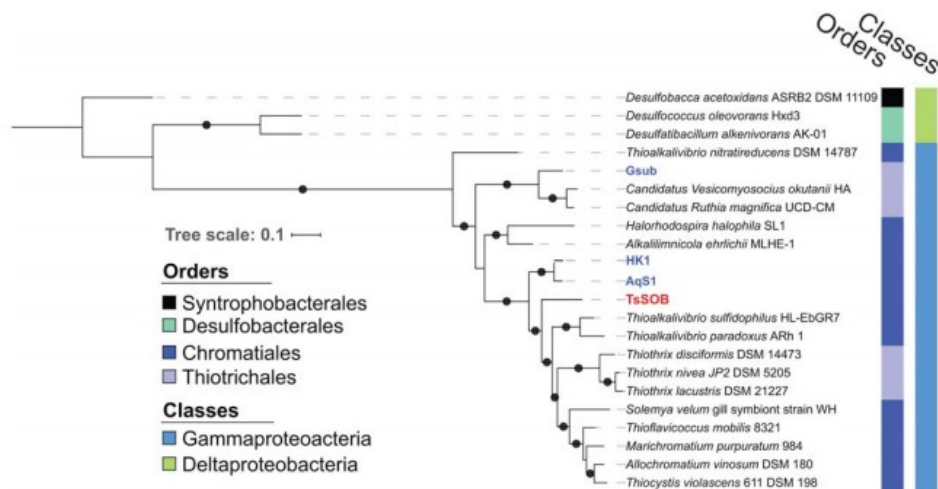 Orders
Classes
Desulfobacca acetoxidans ASRB2 DSM 11109
Desulfococcus oleovorans Hxd3
Desulfatibacillum alkenivorans AK-01
Thioalkalivibrio nitratireducens DSM 14787
Gsub
Candidatus Vesicomyosocius okutanii HA
Candidatus Ruthia magnifica UCD-CM
Halorhodospira halophila SL1
Alkalilimnicola ehrlichii MLHE-1
HK1
AqS1
TsSOB
Thioalkalivibrio sulfidophilus HL-EbGR7
Thioalkalivibrio paradoxus ARh 1
Thiothrix disciformis DSM 14473
Thiothrix nivea JP2 DSM 5205
Thiothrix lacustris DSM 21227
Solemya velum gill symbiont strain WH
Thioflavicoccus mobilis 8321
Marichromatium purpuratum 984
Allochromatium vinosum DSM 180
Thiocystis violascens 611 DSM 198
Tree scale: 0.1
Orders
Syntrophobacterales
Desulfobacterales
Chromatiales
Thiotrichales
Classes
Gammaproteoacteria
Deltaproteobacteria